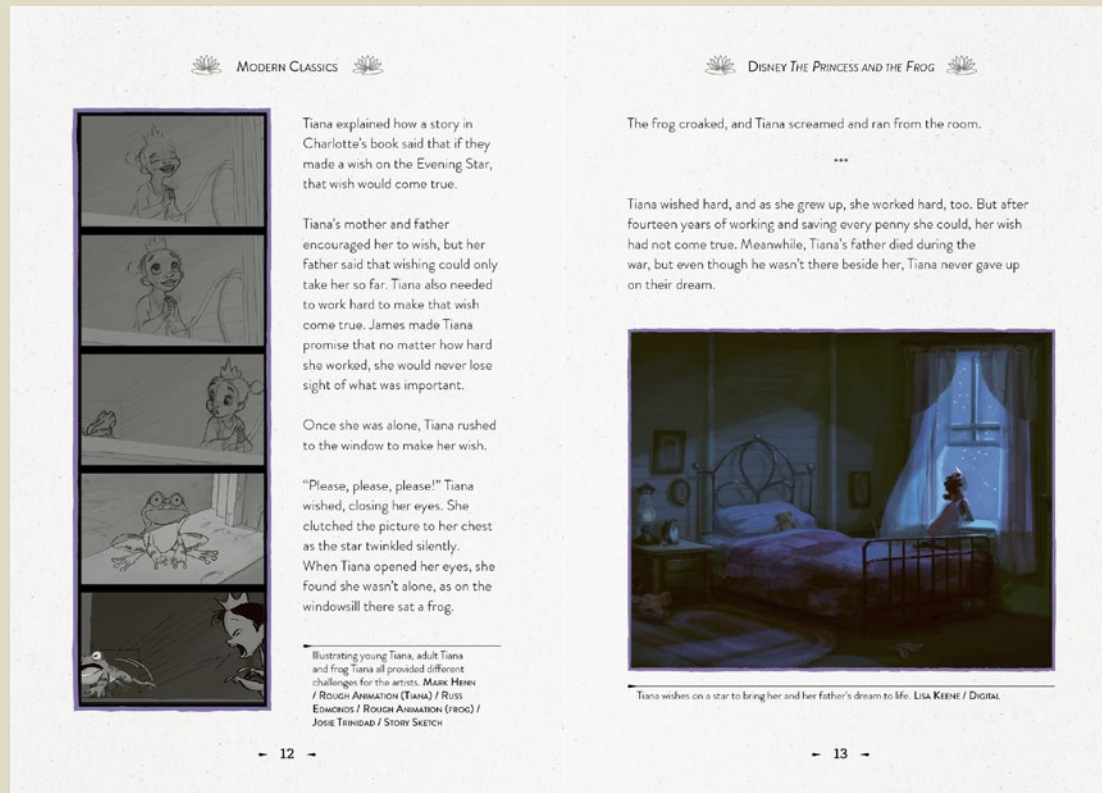 MODERN CLASSICS
Tiana explained how a story in
Charlotte's book said that if they
made a wish on the Evening Star,
that wish would come true.
Tiana's mother and father
encouraged her to wish, but her
father said that wishing could only
take her so far. Tiana also needed
to work hard to make that wish
come true. James made Tiana
promise that no matter how hard
she worked, she would never lose
sight of what was important.
Once she was alone, Tiana rushed
to the window to make her wish.
“Please, please, please!” Tiana
wished, closing her eyes. She
clutched the picture to her chest
as the star twinkled silently.
When Tiana opened her eyes, she
found she wasn't alone, as on the
windowsill there sat a frog.
Illustrating young Tiana, adult Tiana
and frog Tiana all provided different
challenges for the artists. MARK HENN
/ ROUGH ANIMATION (TIANA) / RUSS
EDMONDS / ROUGH ANIMATION (FROG) /
JOSIE TRINIDAD / STORY SKETCH
12
DISNEY THE PRINCESS AND THE FROG
The frog croaked, and Tiana screamed and ran from the room.
***
Tiana wished hard, and as she grew up, she worked hard, too. But after
fourteen years of working and saving every penny she could, her wish
had not come true. Meanwhile, Tiana's father died during the
war, but even though he wasn't there beside her, Tiana never gave up
on their dream.
Tiana wishes on a star to bring her and her father's dream to life. LISA KEENE / DIGITAL
13